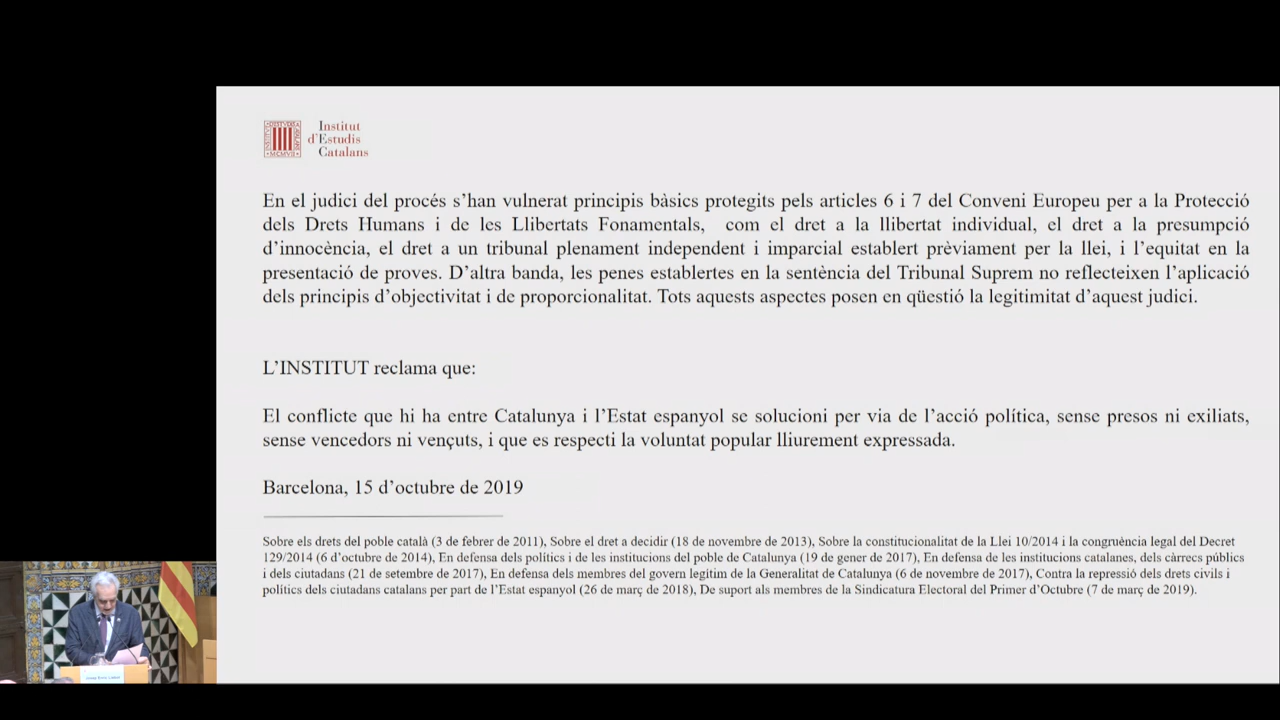 Institut
d'Estudis
Catalans
En el judici del procés s’han vulnerat principis bàsics protegits pels articles 6 i 7 del Conveni Europeu per a la Protecció
dels Drets Humans i de les Llibertats Fonamentals, com el dret a la llibertat individual, el dret a la presumpció
d’innocència, el dret a un tribunal plenament independent i imparcial establert prèviament per la llei, i l’equitat en la
presentació de proves. D’altra banda, les penes establertes en la sentència del Tribunal Suprem no reflecteixen l’aplicació
dels principis d’objectivitat i de proporcionalitat. Tots aquests aspectes posen en qüestió la legitimitat d’aquest judici.
L’INSTITUT reclama que:
El conflicte que hi ha entre Catalunya i l’Estat espanyol se solucioni per via de l’acció política, sense presos ni exiliats,
sense vencedors ni vençuts, i que es respecti la voluntat popular lliurement expressada.
Barcelona, 15 d’octubre de 2019
Sobre els drets del poble català (3 de febrer de 2011), Sobre el dret a decidir (18 de novembre de 2013), Sobre la constitucionalitat de la Llei 10/2014 i la congruència legal del Decret
129/2014 (6 d’octubre de 2014), En defensa dels polítics i de les institucions del poble de Catalunya (19 de gener de 2017), En defensa de les institucions catalanes, dels càrrecs públics
i dels ciutadans (21 de setembre de 2017), En defensa dels membres del govern legítim de la Generalitat de Catalunya (6 de novembre de 2017), Contra la repressió dels drets civils i
polítics dels ciutadans catalans per part de l’Estat espanyol (26 de març de 2018), De suport als membres de la Sindicatura Electoral del Primer d’Octubre (7 de març de 2019).